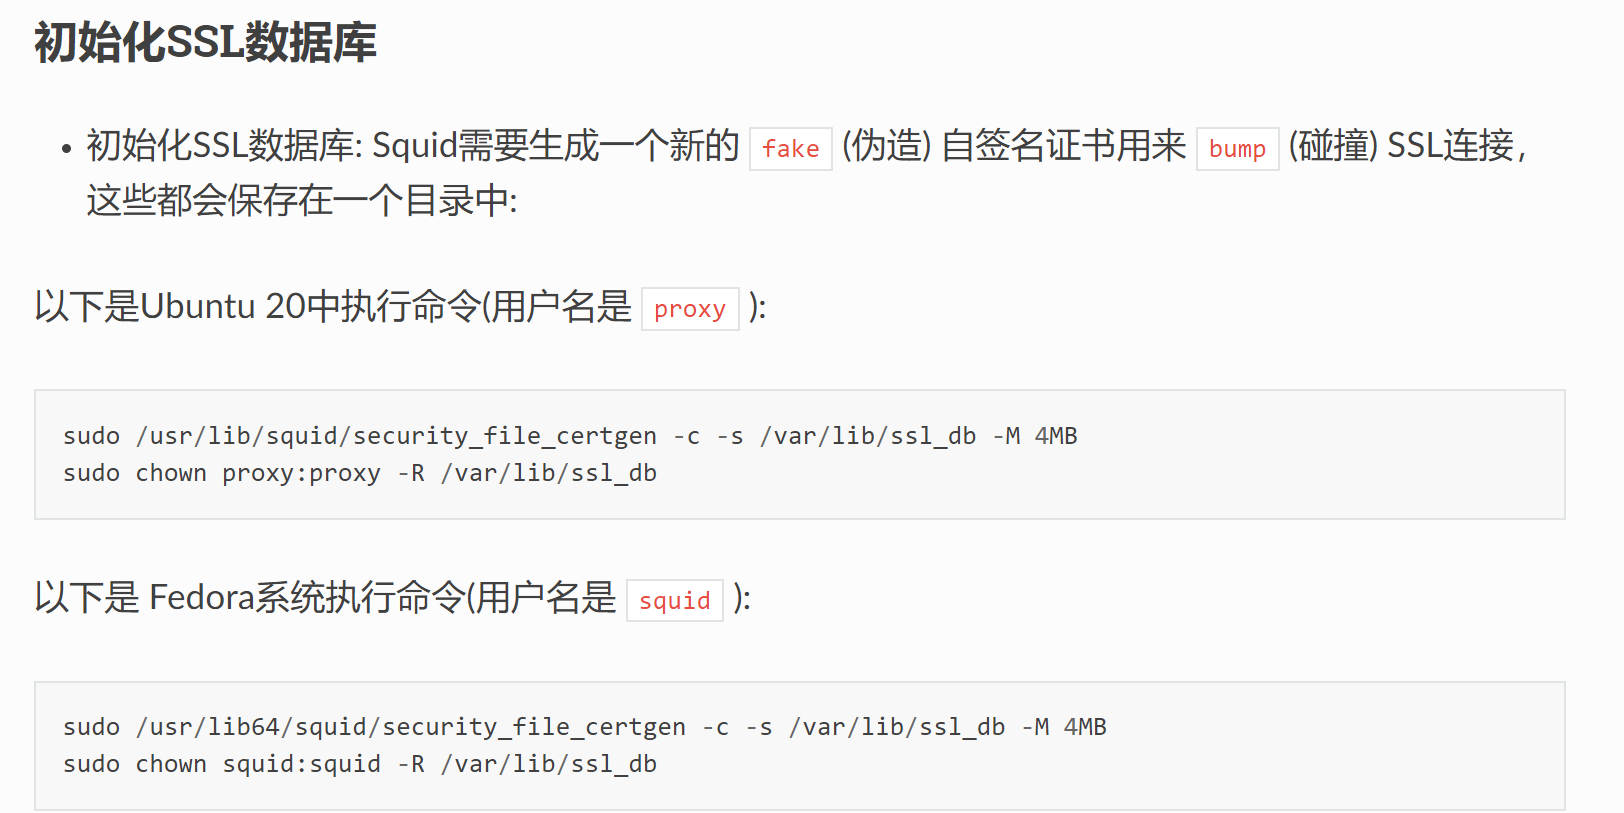 初始化SSL数据库
• 初始化SSL数据库: Squid需要生成一个新的 fake (伪造) 自签名证书用来 bump (碰撞) SSL连接,
这些都会保存在一个目录中:
以下是Ubuntu 20中执行命令(用户名是 proxy ):
sudo /usr/lib/squid/security_file_certgen -c -s /var/lib/ssl_db -M 4MB
sudo chown proxy:proxy -R /var/lib/ssl_db
以下是 Fedora系统执行命令(用户名是 squid ):
sudo /usr/lib64/squid/security_file_certgen -c -s /var/lib/ssl_db -M 4MB
sudo chown squid:squid -R /var/lib/ssl_db